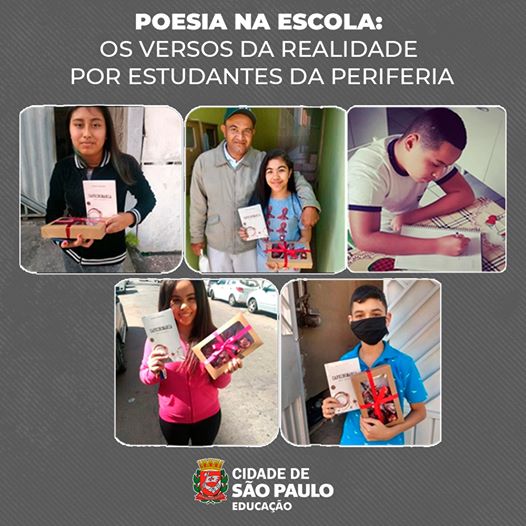 POESIA NA ESCOLA:
OS VERSOS DA REALIDADE
POR ESTUDANTES DA PERIFERIA
CIDADE DE
SÃO PAULO
EDUCAÇÃO